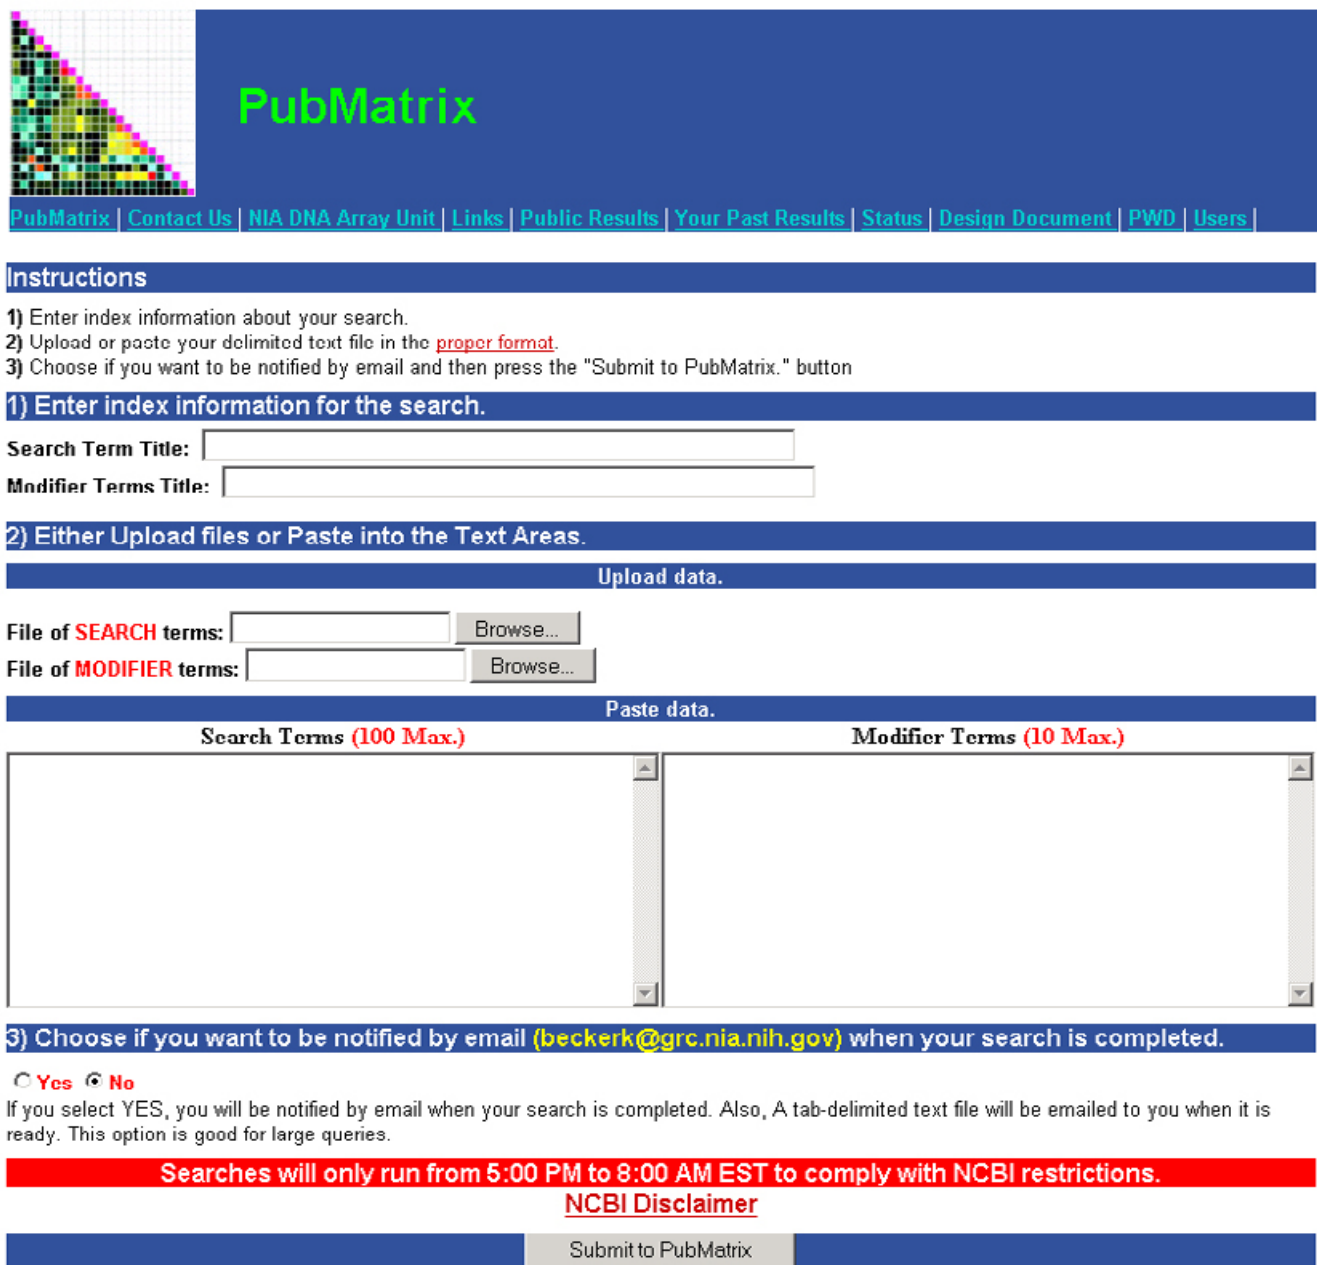 PubMatrix
PubMatrix | Contact Us | NIA DNA Array Unit | Links | Public Results | Your Past Results | Status | Design Document | PWD | Users |
Instructions
1) Enter index information about your search.
2) Upload or paste your delimited text file in the proper format.
3) Choose if you want to be notified by email and then press the "Submit to PubMatrix." button
1) Enter index information for the search.
Search Term Title:
Modifier Terms Title:
2) Either Upload files or Paste into the Text Areas.
Upload data.
File of SEARCH terms: Browse...
File of MODIFIER terms: Browse...
Paste data.
Search Terms (100 Max.) Modifier Terms (10 Max.)
3) Choose if you want to be notified by email (beckerk@grc.nia.nih.gov) when your search is completed.
Yes No
If you select YES, you will be notified by email when your search is completed. Also, A tab-delimited text file will be emailed to you when it is
ready. This option is good for large queries.
Searches will only run from 5:00 PM to 8:00 AM EST to comply with NCBI restrictions.
NCBI Disclaimer
Submit to PubMatrix